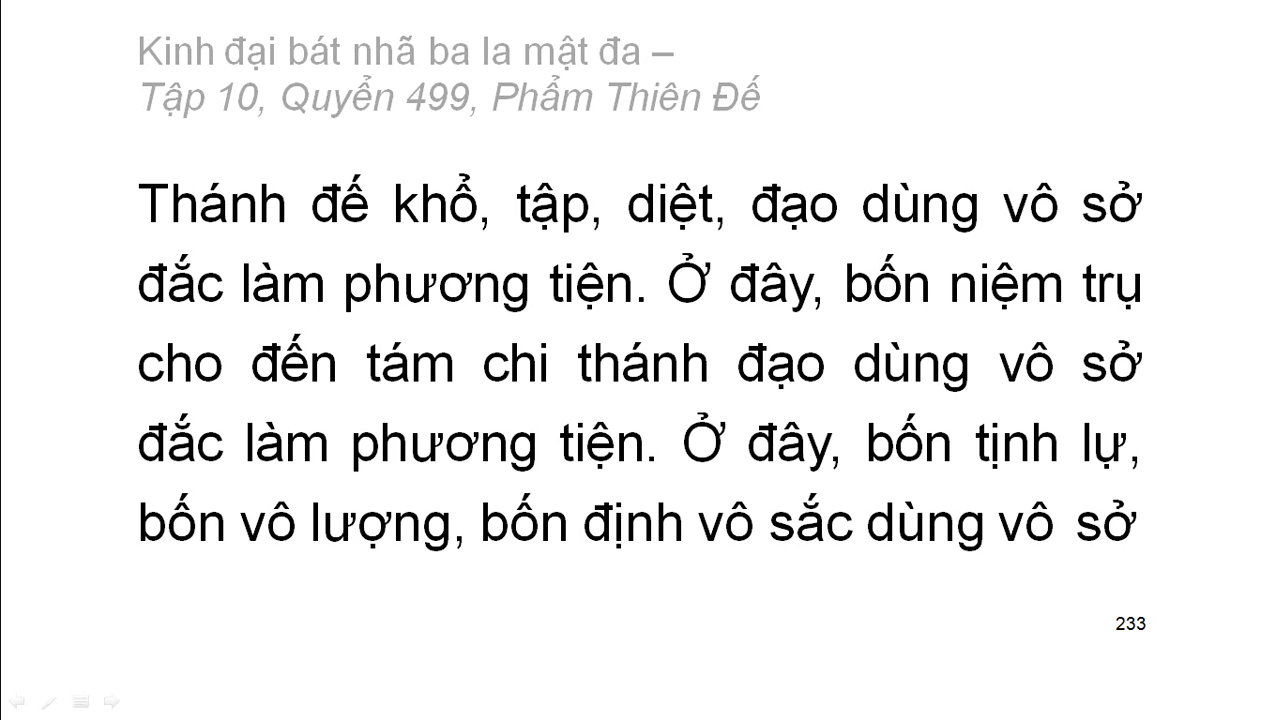 Kinh đại bát nhã ba la mật đa –
Tập 10, Quyển 499, Phẩm Thiên Đế
Thánh đế khổ, tập, diệt, đạo dùng vô sở
đắc làm phương tiện. Ở đây, bốn niệm trụ
cho đến tám chi thánh đạo dùng vô sở
đắc làm phương tiện. Ở đây, bốn tịnh lự,
bốn vô lượng, bốn định vô sắc dùng vô sở
233